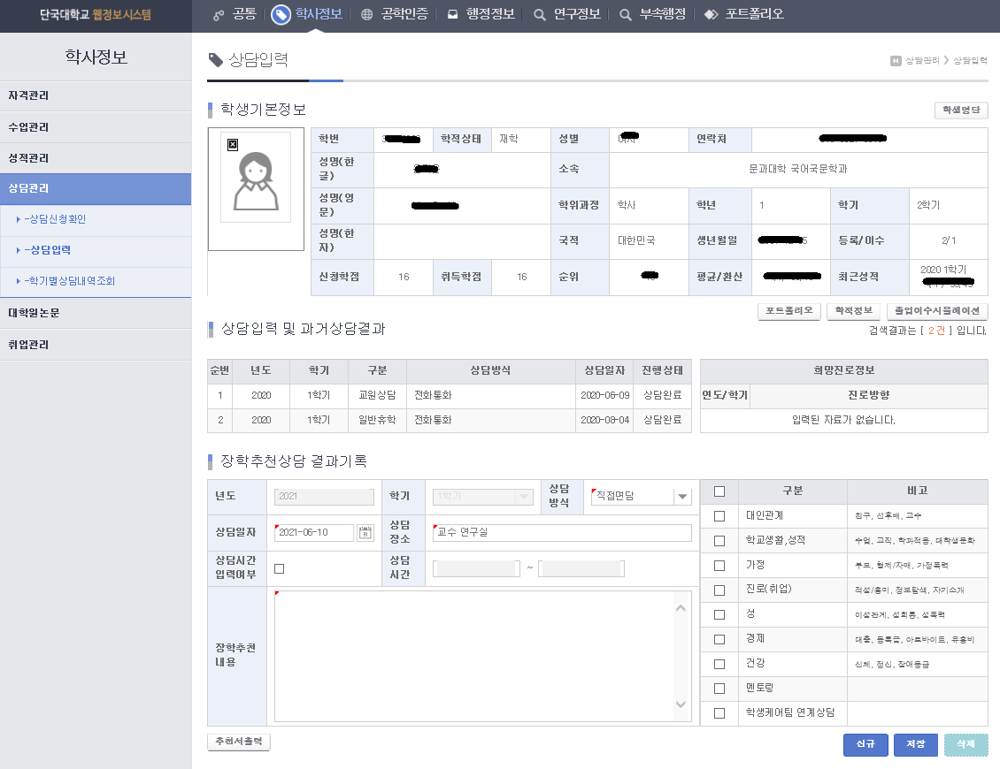 단국대학교 웹정보시스템 공통 학사정보 공학인증 행정정보 연구정보 부속행정 포트폴리오
학사정보
상담입력
상담관리 > 상담입력
자격관리
수업관리
성적관리
상담관리
-상담신청확인
-상담입력
-학기별상담내역조회
대학원논문
취업관리
학생기본정보
학생명단
학번 학적상태 재학 성별 연락처
성명(한
글) 소속 문과대학 국어국문학과
성명(영
문) 학위과정 학사 학년 1 학기 2학기
성명(한
자) 국적 대한민국 생년월일 등록/이수 2/1
신청학점 16 취득학점 16 순위 평균/환산 최근성적 2020 1학기
포트폴리오 학적정보 졸업이수시뮬레이션
상담입력 및 과거상담결과
검색결과는 [ 2 건 ] 입니다.
순번 년도 학기 구분 상담방식 상담일자 진행상태
1 2020 1학기 교원상담 전화통화 2020-06-09 상담완료
2 2020 1학기 일반휴학 전화통화 2020-08-04 상담완료
희망진로정보
연도/학기 진로방향
입력된 자료가 없습니다.
장학추천상담 결과기록
년도 2021 학기 1학기 상담
방식 직접면담
상담일자 2021-06-10 상담
장소 교수 연구실
상담시간
입력여부 상담
시간 ~
장학추천
내용
구분 비고
대인관계 친구, 선후배, 교수
학교생활,성적 수업, 교직, 학과적응, 대학생문화
가정 부모, 형제/자매, 가정폭력
진로(취업) 적성/흥미, 정보탐색, 자기소개
성 이성관계, 성희롱, 성폭력
경제 대출, 등록금, 아르바이트, 유흥비
건강 신체, 정신, 장애등급
멘토링
학생케어팀 연계상담
추천서출력
신규 저장 삭제